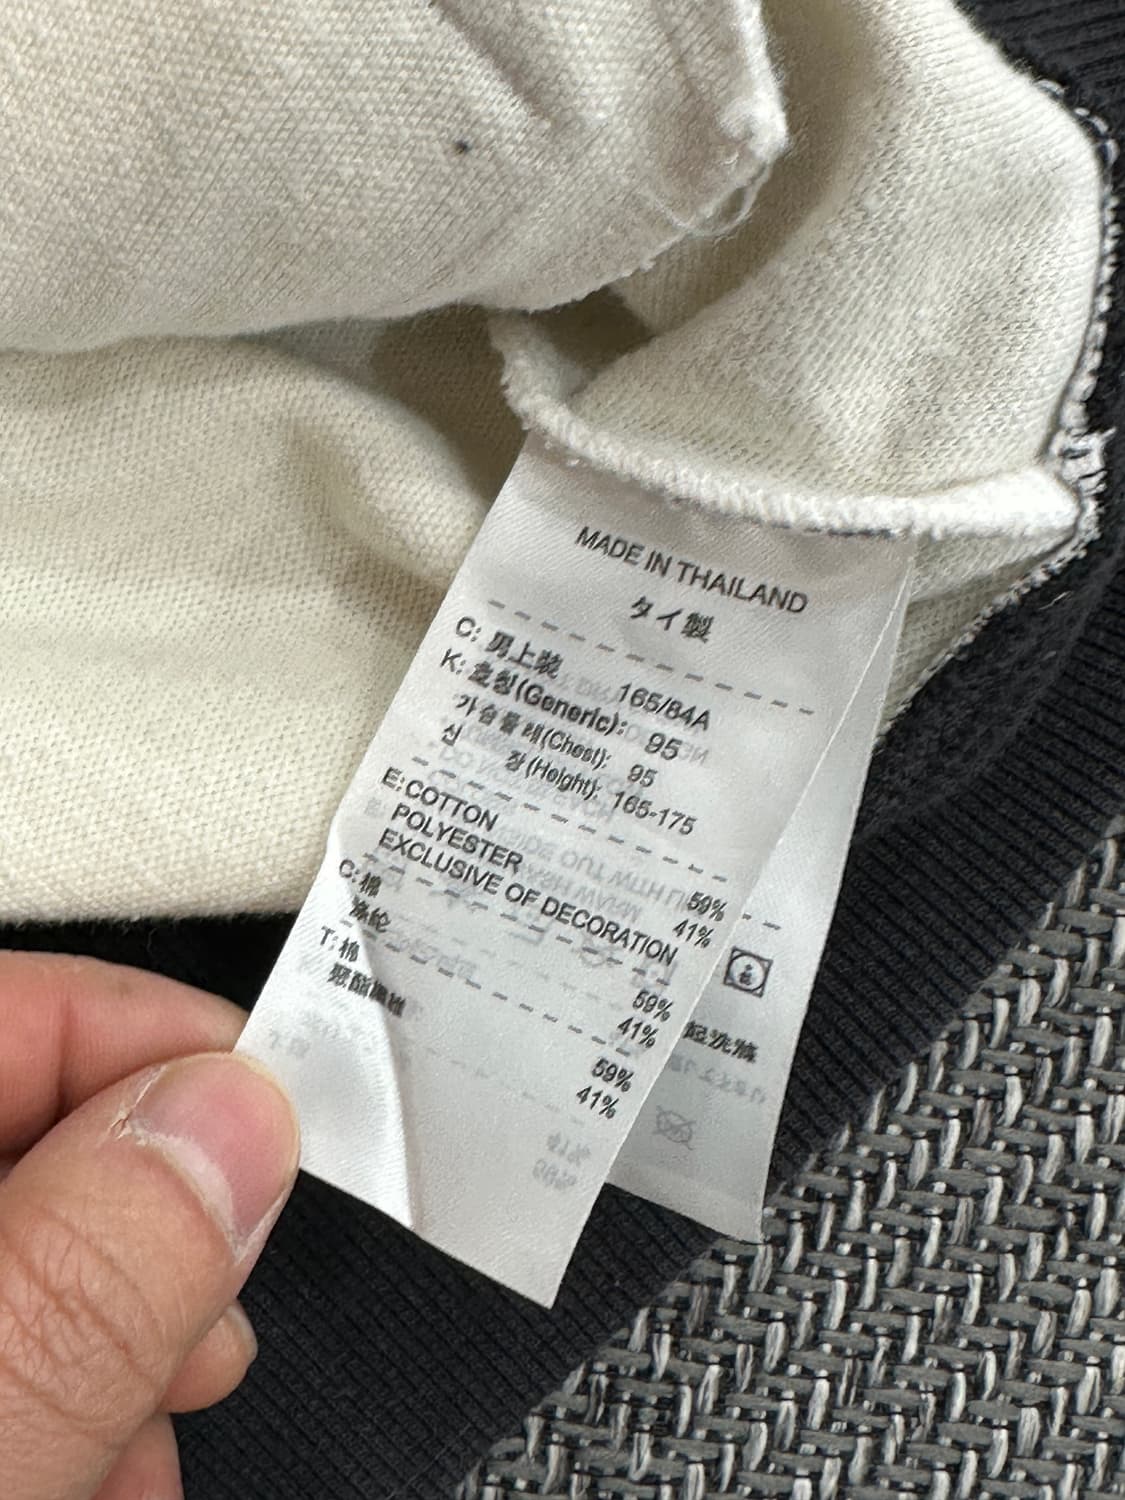 MADE IN THAILAND
タイ製
C: 男上装 165/84A
K: 호칭(Generic): 95
가슴둘레(Chest): 95
신 장(Height): 165-175
E: COTTON 59%
POLYESTER 41%
EXCLUSIVE OF DECORATION
C: 棉 59%
涤纶 41%
T: 棉 59%
聚酯纖維 41%